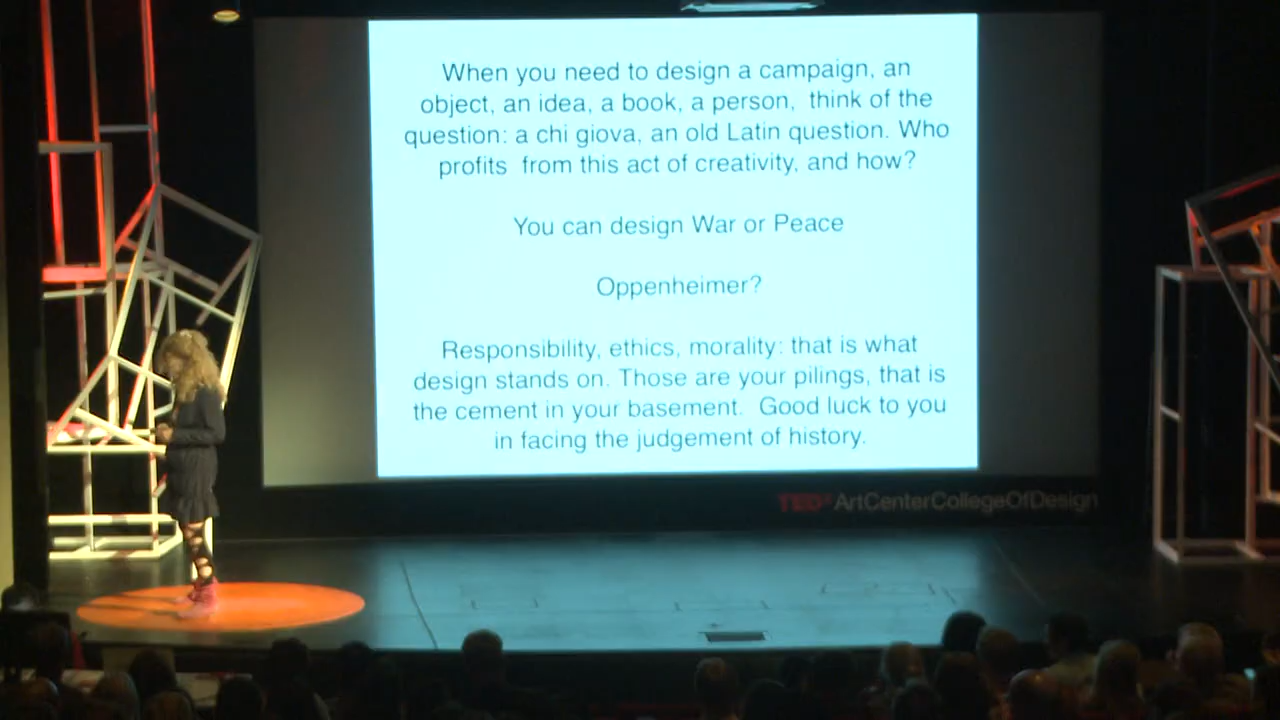 When you need to design a campaign, an
object, an idea, a book, a person, think of the
question: a chi giova, an old Latin question. Who
profits from this act of creativity, and how?
You can design War or Peace
Oppenheimer?
Responsibility, ethics, morality: that is what
design stands on. Those are your pilings, that is
the cement in your basement. Good luck to you
in facing the judgement of history.
TEDx ArtCenterCollegeOfDesign